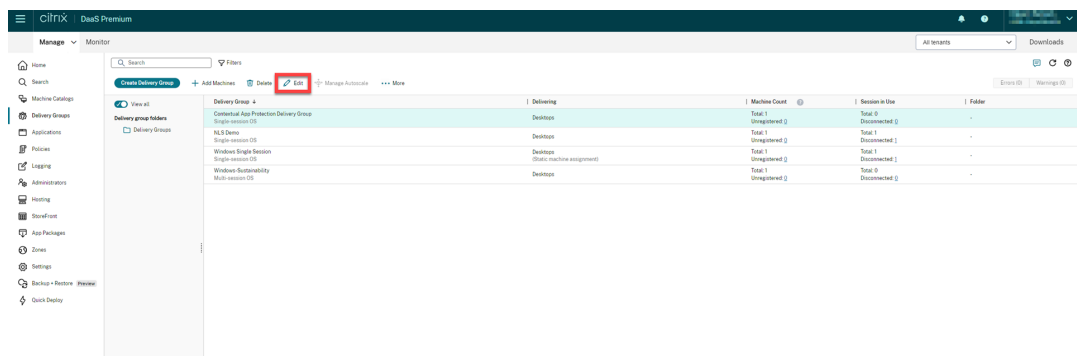 citrix | DaaS Premium
Manage Monitor All tenants Downloads
Home
Search
Machine Catalogs
Delivery Groups
Applications
Policies
Logging
Administrators
Hosting
StoreFront
App Packages
Zones
Settings
Backup + Restore Preview
Quick Deploy
Search Filters
Create Delivery Group Add Machines Delete Edit Manage Autoscale ••• More Errors (0) Warnings (0)
View all
Delivery group folders
Delivery Groups
Delivery Group ↓ Delivering Machine Count Session in Use Folder
Contextual App Protection Delivery Group Desktops Total: 1 Total: 0 -
Single-session OS Unregistered: 0 Disconnected: 0
NLS Demo Desktops Total: 1 Total: 1 -
Single-session OS Unregistered: 0 Disconnected: 1
Windows Single Session Desktops Total: 1 Total: 1 -
Single-session OS (Static machine assignment) Unregistered: 0 Disconnected: 1
Windows-Sustainability Desktops Total: 1 Total: 0 -
Multi-session OS Unregistered: 0 Disconnected: 0